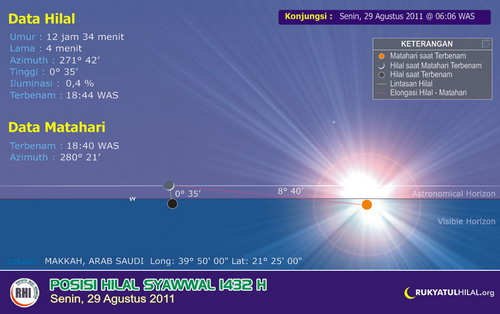 Data Hilal
Umur : 12 jam 34 menit
Lama : 4 menit
Azimuth : 271° 42'
Tinggi : 0° 35'
Iluminasi : 0,4 %
Terbenam : 18:44 WAS
Data Matahari
Terbenam : 18:40 WAS
Azimuth : 280° 21'
Konjungsi : Senin, 29 Agustus 2011 @ 06:06 WAS
KETERANGAN
Matahari saat Terbenam
Hilal saat Matahari Terbenam
Hilal saat Terbenam
Lintasan Hilal
Elongasi Hilal - Matahari
0° 35'
8° 40'
Astronomical Horizon
W
Visible Horizon
Lokasi : MAKKAH, ARAB SAUDI Long: 39° 50' 00" Lat: 21° 25' 00"
RHI
POSISI HILAL SYAWWAL 1432 H
Senin, 29 Agustus 2011
RUKYATULHILAL.org